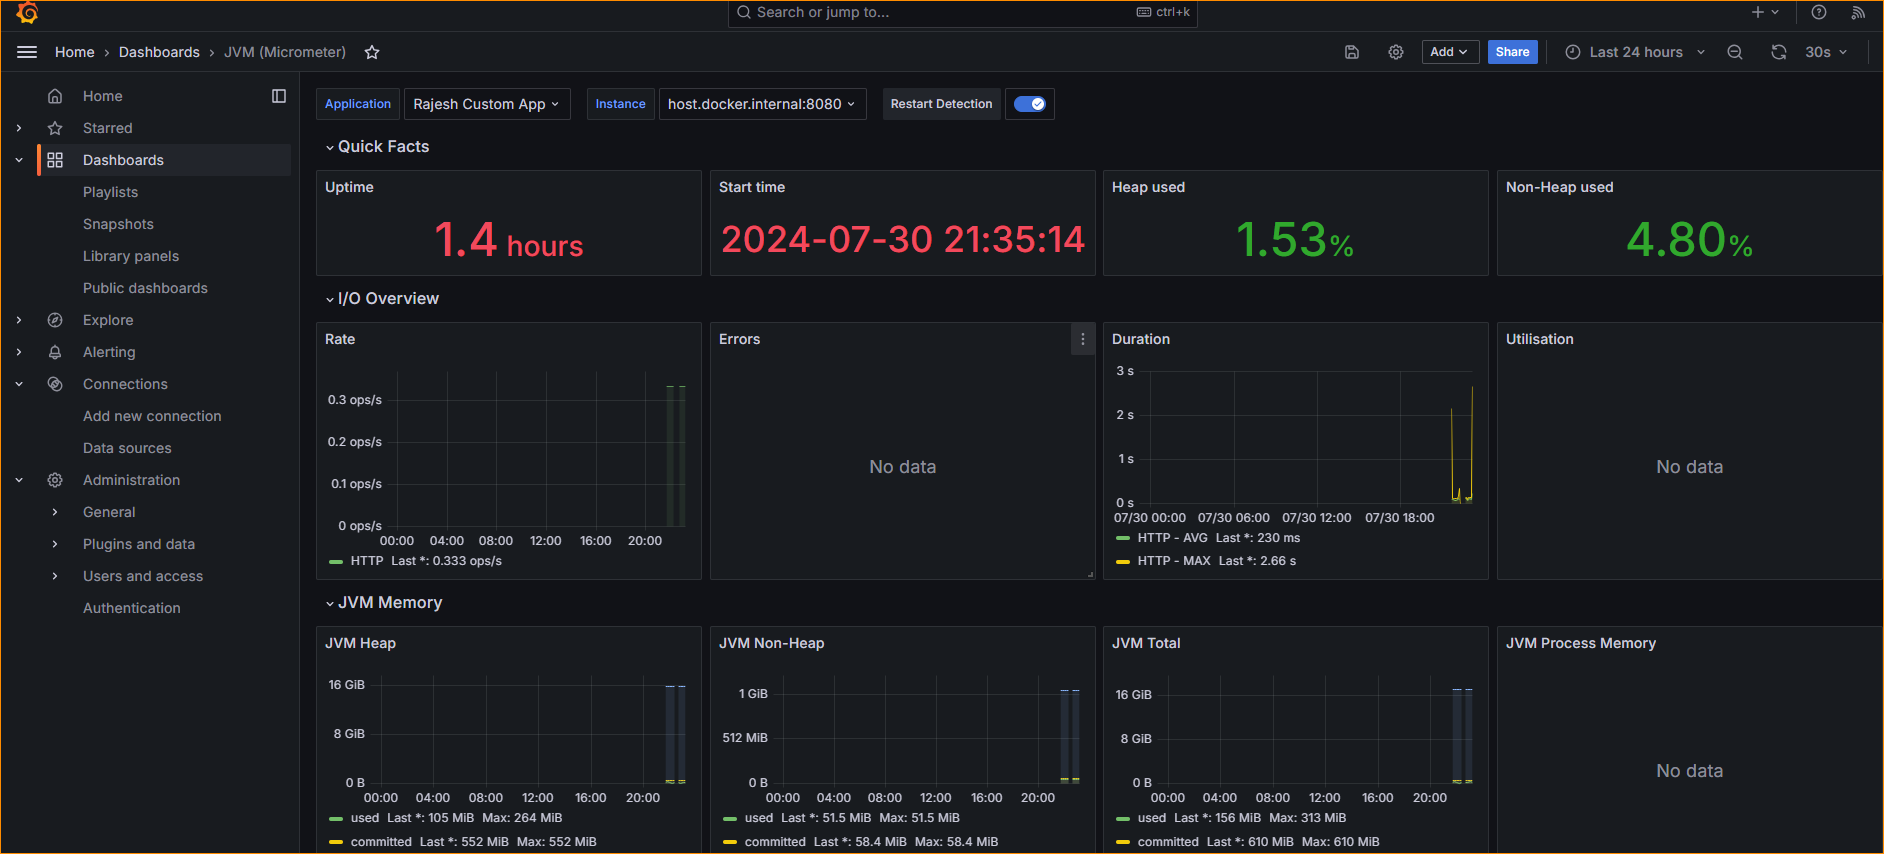 Search or jump to...
ctrl+k
Home › Dashboards › JVM (Micrometer)
Add
Share
Last 24 hours
30s
Home
Starred
Dashboards
Playlists
Snapshots
Library panels
Public dashboards
Explore
Alerting
Connections
Add new connection
Data sources
Administration
General
Plugins and data
Users and access
Authentication
Application
Rajesh Custom App
Instance
host.docker.internal:8080
Restart Detection
Quick Facts
Uptime
1.4 hours
Start time
2024-07-30 21:35:14
Heap used
1.53%
Non-Heap used
4.80%
I/O Overview
Rate
0.3 ops/s
0.2 ops/s
0.1 ops/s
0 ops/s
00:00 04:00 08:00 12:00 16:00 20:00
HTTP Last *: 0.333 ops/s
Errors
No data
Duration
3 s
2 s
1 s
0 s
07/30 00:00 07/30 06:00 07/30 12:00 07/30 18:00
HTTP - AVG Last *: 230 ms
HTTP - MAX Last *: 2.66 s
Utilisation
No data
JVM Memory
JVM Heap
16 GiB
8 GiB
0 B
00:00 04:00 08:00 12:00 16:00 20:00
used Last *: 105 MiB Max: 264 MiB
committed Last *: 552 MiB Max: 552 MiB
JVM Non-Heap
1 GiB
512 MiB
0 B
00:00 04:00 08:00 12:00 16:00 20:00
used Last *: 51.5 MiB Max: 51.5 MiB
committed Last *: 58.4 MiB Max: 58.4 MiB
JVM Total
16 GiB
8 GiB
0 B
00:00 04:00 08:00 12:00 16:00 20:00
used Last *: 156 MiB Max: 313 MiB
committed Last *: 610 MiB Max: 610 MiB
JVM Process Memory
No data